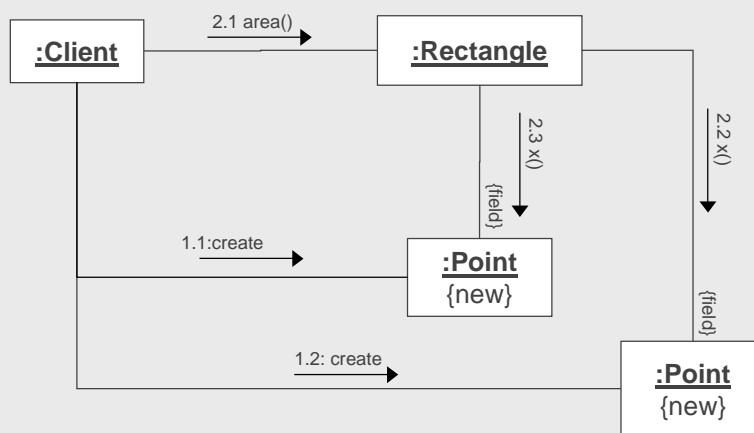 2.1 area()
:Client
:Rectangle
2.3 x()
2.2 x()
{field}
1.1:create
:Point
{new}
{field}
1.2: create
:Point
{new}